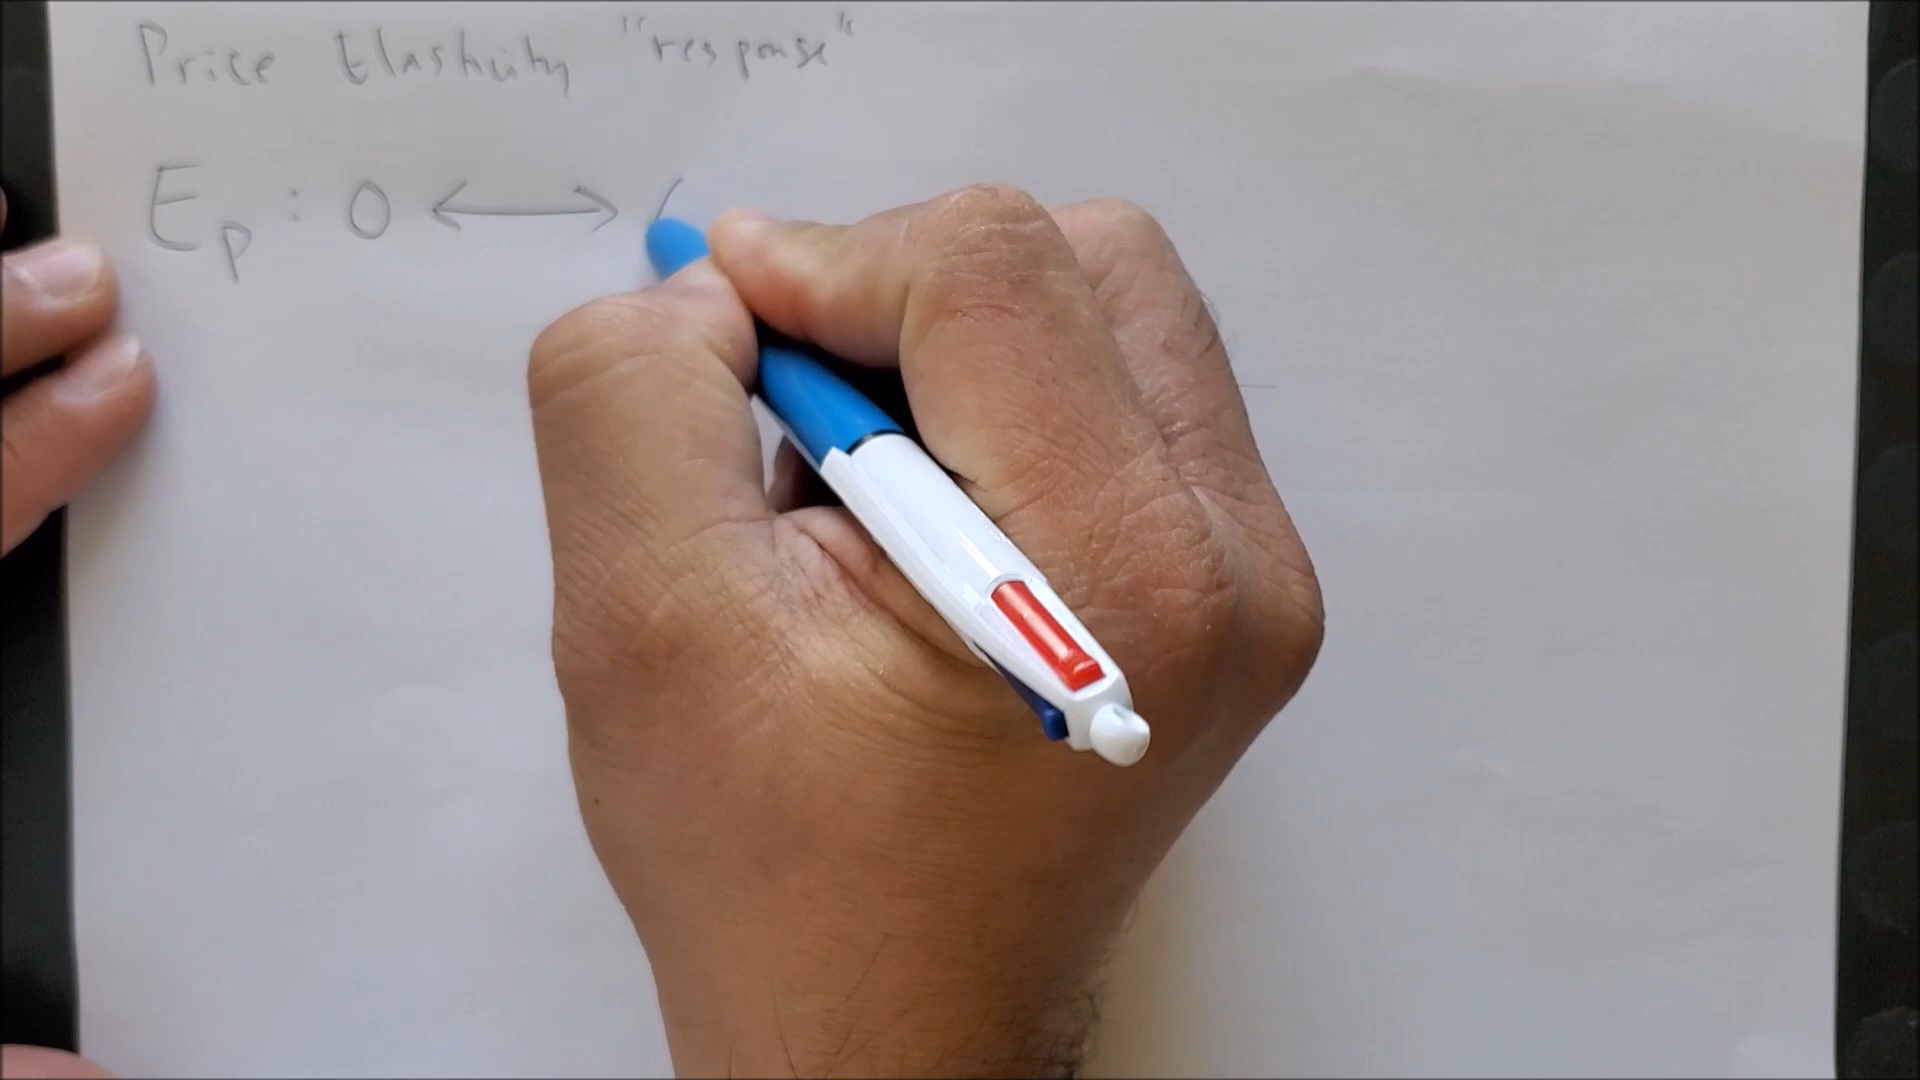 Price Elasticity "response"
Ep : 0 ⟷